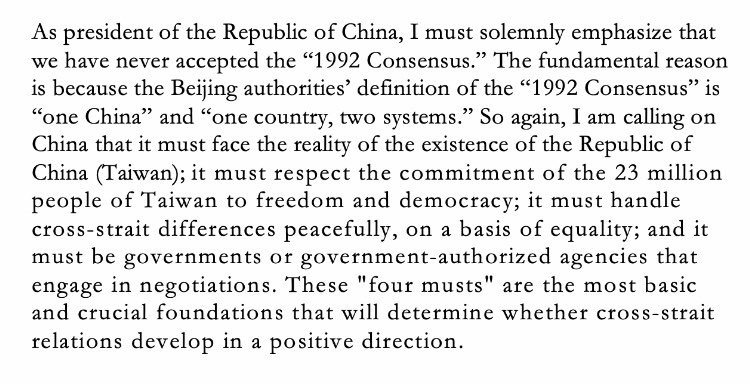 As president of the Republic of China, I must solemnly emphasize that
we have never accepted the “1992 Consensus.” The fundamental reason
is because the Beijing authorities’ definition of the “1992 Consensus” is
“one China” and “one country, two systems.” So again, I am calling on
China that it must face the reality of the existence of the Republic of
China (Taiwan); it must respect the commitment of the 23 million
people of Taiwan to freedom and democracy; it must handle
cross-strait differences peacefully, on a basis of equality; and it
must be governments or government-authorized agencies that
engage in negotiations. These "four musts" are the most basic
and crucial foundations that will determine whether cross-strait
relations develop in a positive direction.